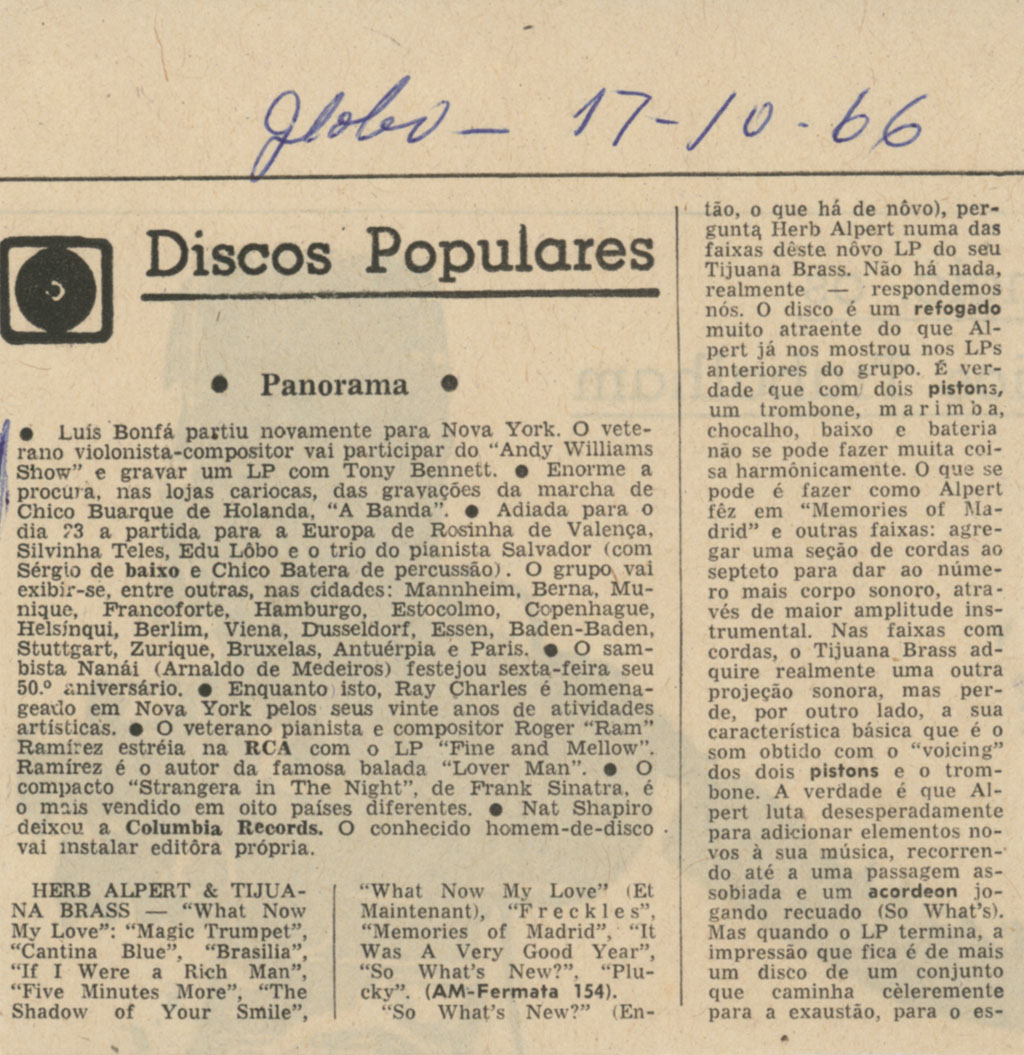 Globo - 17-10-66
Discos Populares
● Panorama ●
● Luís Bonfá partiu novamente para Nova York. O vete-
rano violonista-compositor vai participar do "Andy Williams
Show" e gravar um LP com Tony Bennett. ● Enorme a
procura, nas lojas cariocas, das gravações da marcha de
Chico Buarque de Holanda, "A Banda". ● Adiada para o
dia 23 a partida para a Europa de Rosinha de Valença,
Silvinha Teles, Edu Lôbo e o trio do pianista Salvador (com
Sérgio de baixo e Chico Batera de percussão). O grupo vai
exibir-se, entre outras, nas cidades: Mannheim, Berna, Mu-
nique, Francoforte, Hamburgo, Estocolmo, Copenhague,
Helsínqui, Berlim, Viena, Dusseldorf, Essen, Baden-Baden,
Stuttgart, Zurique, Bruxelas, Antuérpia e Paris. ● O sam-
bista Nanái (Arnaldo de Medeiros) festejou sexta-feira seu
50.º aniversário. ● Enquanto isto, Ray Charles é homena-
geado em Nova York pelos seus vinte anos de atividades
artísticas. ● O veterano pianista e compositor Roger "Ram"
Ramírez estréia na RCA com o LP "Fine and Mellow".
Ramírez é o autor da famosa balada "Lover Man". ● O
compacto "Strangera in The Night", de Frank Sinatra, é
o mais vendido em oito países diferentes. ● Nat Shapiro
deixou a Columbia Records. O conhecido homem-de-disco
vai instalar editôra própria.
HERB ALPERT & TIJUA-
NA BRASS — "What Now
My Love": "Magic Trumpet",
"Cantina Blue", "Brasilia",
"If I Were a Rich Man",
"Five Minutes More", "The
Shadow of Your Smile",
"What Now My Love" (Et
Maintenant), "Freckles",
"Memories of Madrid", "It
Was A Very Good Year",
"So What's New?", "Plu-
cky". (AM-Fermata 154).
"So What's New?" (En-
tão, o que há de nôvo), per-
gunta Herb Alpert numa das
faixas dêste nôvo LP do seu
Tijuana Brass. Não há nada,
realmente — respondemos
nós. O disco é um refogado
muito atraente do que Al-
pert já nos mostrou nos LPs
anteriores do grupo. É ver-
dade que com dois pistons,
um trombone, marimba,
chocalho, baixo e bateria
não se pode fazer muita coi-
sa harmônicamente. O que se
pode é fazer como Alpert
fêz em "Memories of Ma-
drid" e outras faixas: agre-
gar uma seção de cordas ao
septeto para dar ao núme-
ro mais corpo sonoro, atra-
vés de maior amplitude ins-
trumental. Nas faixas com
cordas, o Tijuana Brass ad-
quire realmente uma outra
projeção sonora, mas per-
de, por outro lado, a sua
característica básica que é o
som obtido com o "voicing"
dos dois pistons e o trom-
bone. A verdade é que Al-
pert luta desesperadamente
para adicionar elementos no-
vos à sua música, recorren-
do até a uma passagem as-
sobiada e um acordeon jo-
gando recuado (So What's).
Mas quando o LP termina, a
impressão que fica é de mais
um disco de um conjunto
que caminha cèleremente
para a exaustão, para o es-